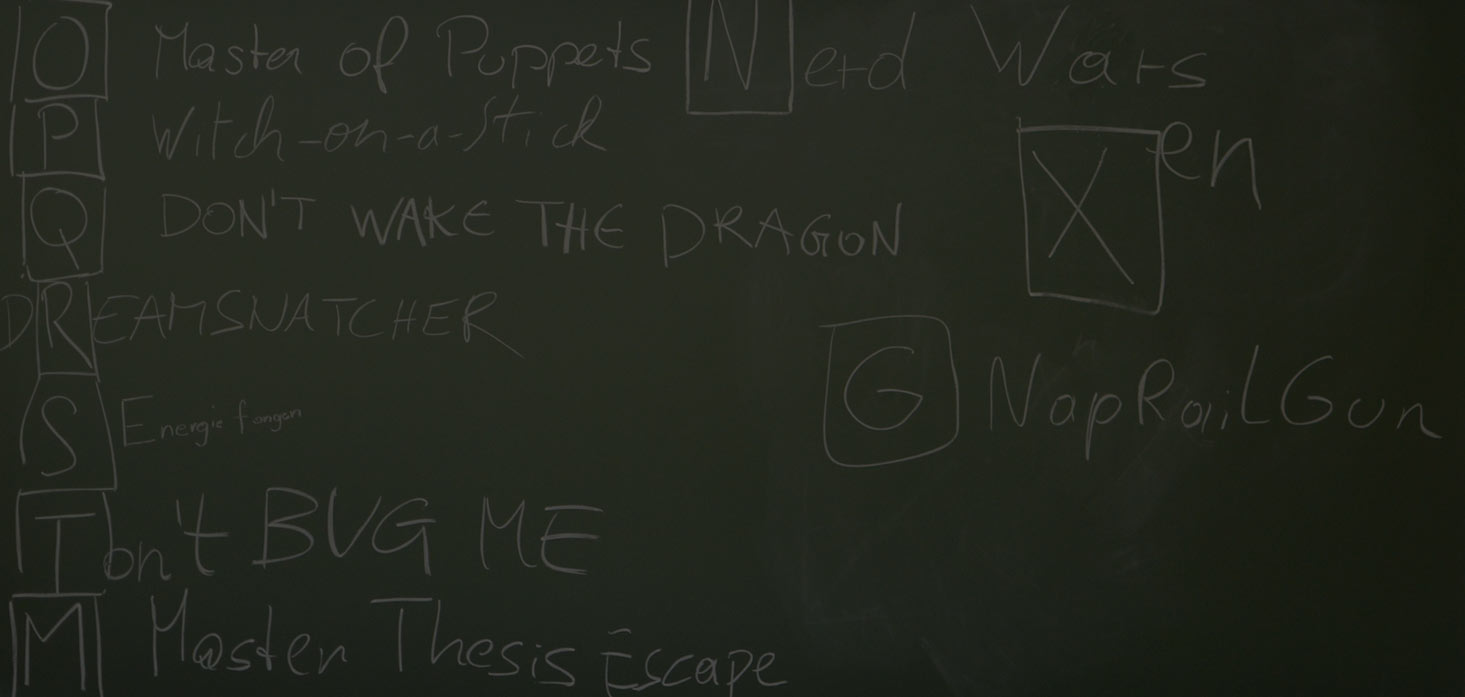 O Master of Puppets
P Witch-on-a-Stick
Q DON'T WAKE THE DRAGON
DREAMSNATCHER
S Energie fangen
Ton't BUG ME
M Master Thesis Escape
Nerd Wars
Xen
G NapRailGun